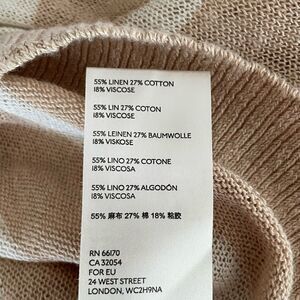 55% LINEN 27% COTTON
18% VISCOSE
55% LIN 27% COTON
18% VISCOSE
55% LEINEN 27% BAUMWOLLE
18% VISKOSE
55% LINO 27% COTONE
18% VISCOSA
55% LINO 27% ALGODÓN
18% VISCOSA
55% 麻布 27% 棉 18% 粘胶
RN 66170
CA 32054
FOR EU
24 WEST STREET
LONDON, WC2H9NA